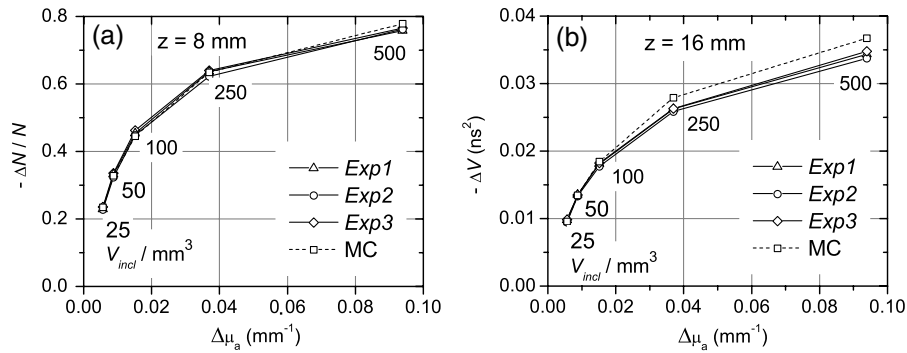 (a)
z = 8 mm
0.8
0.6
0.4
0.2
0.0
- ΔN / N
500
250
100
50
25
V_incl / mm³
Exp1
Exp2
Exp3
MC
0.00 0.02 0.04 0.06 0.08 0.10
Δμₐ (mm⁻¹)
(b)
z = 16 mm
0.04
0.03
0.02
0.01
0.00
- ΔV (ns²)
500
250
100
50
25
V_incl / mm³
Exp1
Exp2
Exp3
MC
0.00 0.02 0.04 0.06 0.08 0.10
Δμₐ (mm⁻¹)